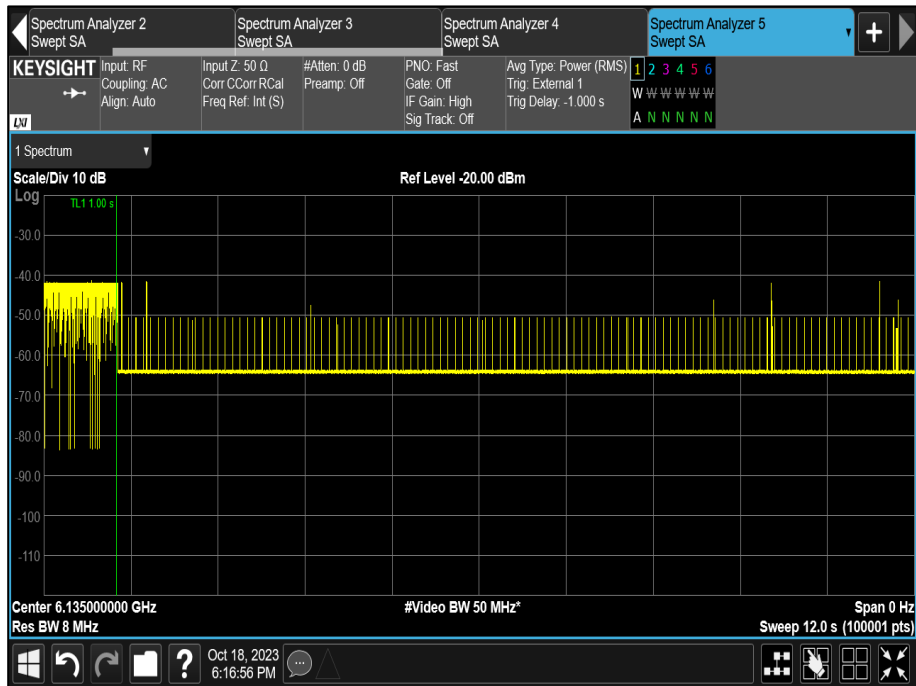 Spectrum Analyzer 2
Swept SA
Spectrum Analyzer 3
Swept SA
Spectrum Analyzer 4
Swept SA
Spectrum Analyzer 5
Swept SA
▼
+
KEYSIGHT
LXI
Input: RF
Coupling: AC
Align: Auto
Input Z: 50 Ω
Corr CCorr RCal
Freq Ref: Int (S)
#Atten: 0 dB
Preamp: Off
PNO: Fast
Gate: Off
IF Gain: High
Sig Track: Off
Avg Type: Power (RMS)
Trig: External 1
Trig Delay: -1.000 s
1 2 3 4 5 6
W W W W W W
A N N N N N
1 Spectrum ▼
Scale/Div 10 dB
Ref Level -20.00 dBm
Log
TL1 1.00 s
-30.0
-40.0
-50.0
-60.0
-70.0
-80.0
-90.0
-100
-110
Center 6.135000000 GHz
#Video BW 50 MHz*
Span 0 Hz
Res BW 8 MHz
Sweep 12.0 s (100001 pts)
?
Oct 18, 2023
6:16:56 PM